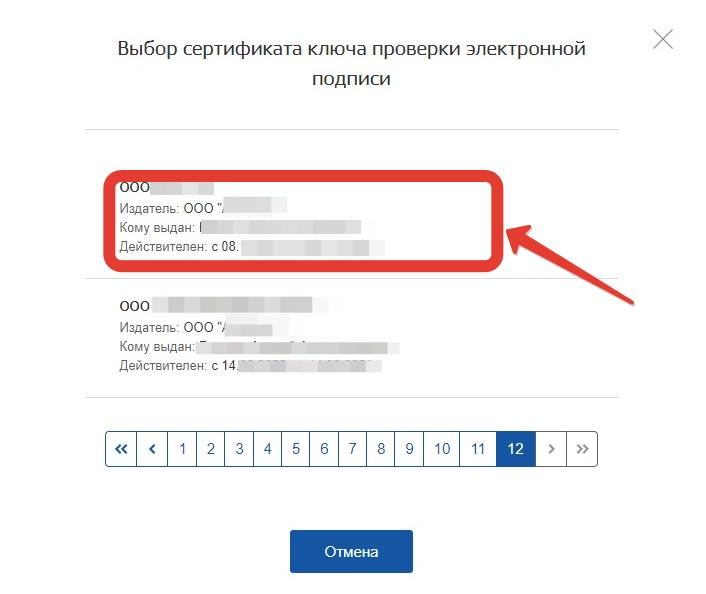 Выбор сертификата ключа проверки электронной
подписи
ООО
Издатель: ООО "
Кому выдан:
Действителен: с 08.
ООО
Издатель: ООО "
Кому выдан:
Действителен: с 14.
« ‹ 1 2 3 4 5 6 7 8 9 10 11 12 › »
Отмена